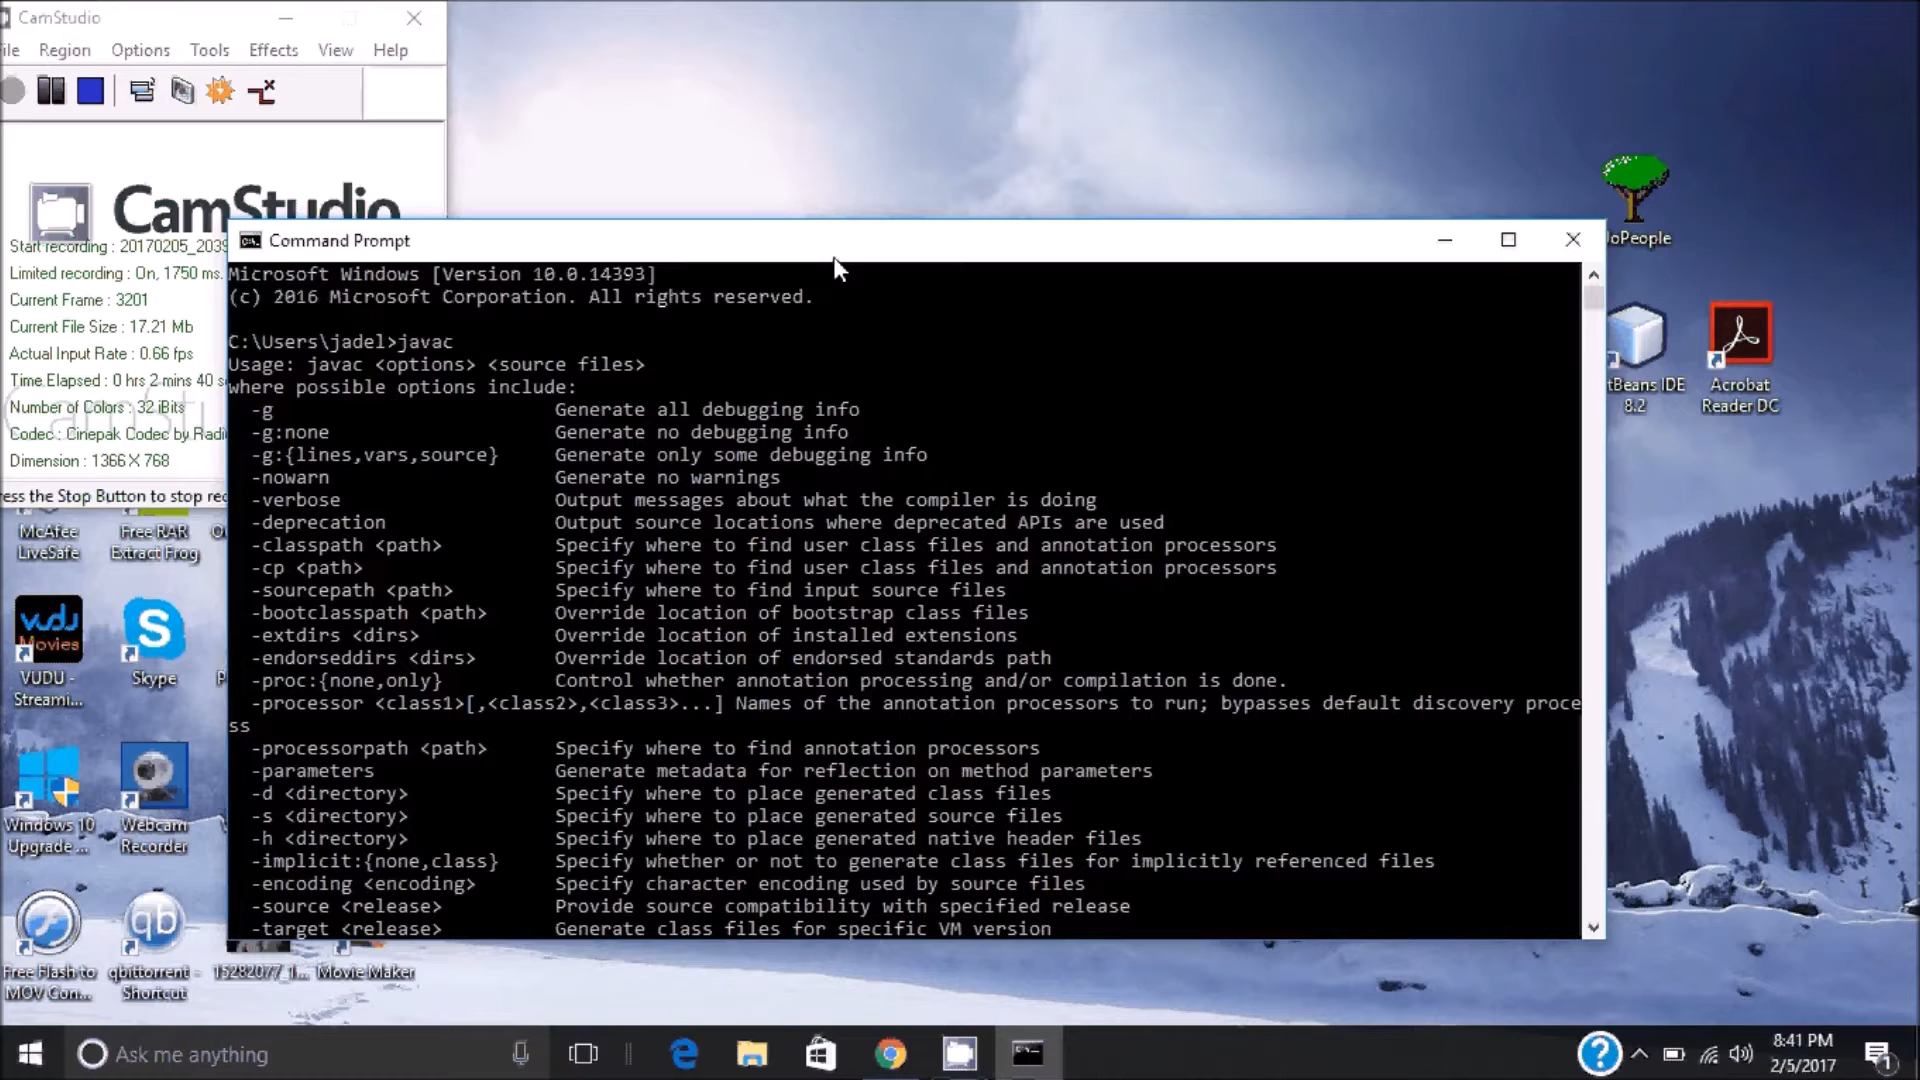 CamStudio
ile Region Options Tools Effects View Help
CamStudio
Start recording : 20170205_2039
Limited recording : On, 1750 ms.
Current Frame : 3201
Current File Size : 17.21 Mb
Actual Input Rate : 0.66 fps
Time Elapsed : 0 hrs 2 mins 40 s
Number of Colors : 32 iBits
Codec : Cinepak Codec by Radi
Dimension : 1366 X 768
ess the Stop Button to stop rec
Command Prompt
Microsoft Windows [Version 10.0.14393]
(c) 2016 Microsoft Corporation. All rights reserved.
C:\Users\jadel>javac
Usage: javac <options> <source files>
where possible options include:
-g Generate all debugging info
-g:none Generate no debugging info
-g:{lines,vars,source} Generate only some debugging info
-nowarn Generate no warnings
-verbose Output messages about what the compiler is doing
-deprecation Output source locations where deprecated APIs are used
-classpath <path> Specify where to find user class files and annotation processors
-cp <path> Specify where to find user class files and annotation processors
-sourcepath <path> Specify where to find input source files
-bootclasspath <path> Override location of bootstrap class files
-extdirs <dirs> Override location of installed extensions
-endorseddirs <dirs> Override location of endorsed standards path
-proc:{none,only} Control whether annotation processing and/or compilation is done.
-processor <class1>[,<class2>,<class3>...] Names of the annotation processors to run; bypasses default discovery proce
ss
-processorpath <path> Specify where to find annotation processors
-parameters Generate metadata for reflection on method parameters
-d <directory> Specify where to place generated class files
-s <directory> Specify where to place generated source files
-h <directory> Specify where to place generated native header files
-implicit:{none,class} Specify whether or not to generate class files for implicitly referenced files
-encoding <encoding> Specify character encoding used by source files
-source <release> Provide source compatibility with specified release
-target <release> Generate class files for specific VM version
oPeople
tBeans IDE
8.2
Acrobat
Reader DC
McAfee
LiveSafe
Free RAR
Extract Frog
vudu
Movies
VUDU -
Streami...
Skype
Windows 10
Upgrade ...
Webcam
Recorder
qb
Free Flash to
MOV Con...
qbittorrent -
Shortcut
15282077_1...
Movie Maker
Ask me anything
8:41 PM
2/5/2017
1